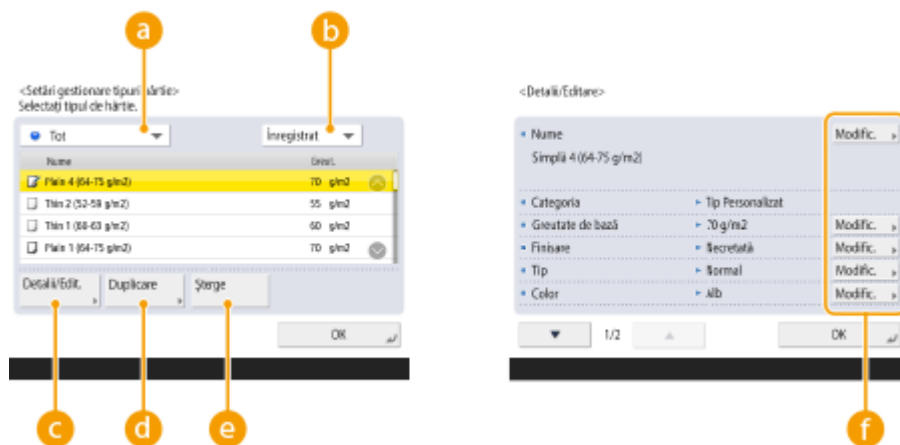 a
b
<Setări gestionare tipuri hârtie>
Selectați tipul de hârtie.
Tot
Înregistrat
Nume
Greut.
Plain 4 (64-75 g/m2)
70 g/m2
Thin 2 (52-59 g/m2)
55 g/m2
Thin 1 (60-63 g/m2)
60 g/m2
Plain 1 (64-75 g/m2)
70 g/m2
Detalii/Edit.
Duplicare
Șterge
OK
c
d
e
<Detalii/Editare>
Nume
Modific.
Simplă 4 (64-75 g/m2)
Categoria
Tip Personalizat
Greutate de bază
70 g/m2
Modific.
Finisare
Necretată
Modific.
Tip
Normal
Modific.
Color
Alb
Modific.
1/2
OK
f